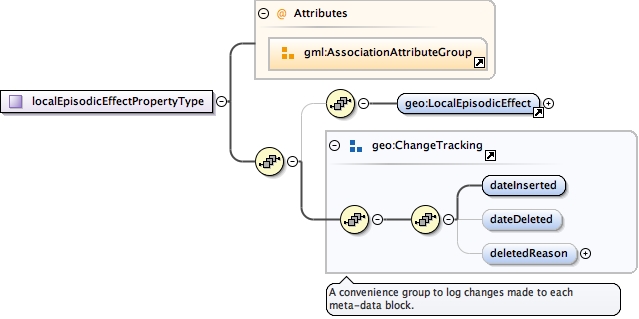 Attributes
gml:AssociationAttributeGroup
localEpisodicEffectPropertyType
geo:LocalEpisodicEffect
geo:ChangeTracking
dateInserted
dateDeleted
deletedReason
A convenience group to log changes made to each
meta-data block.